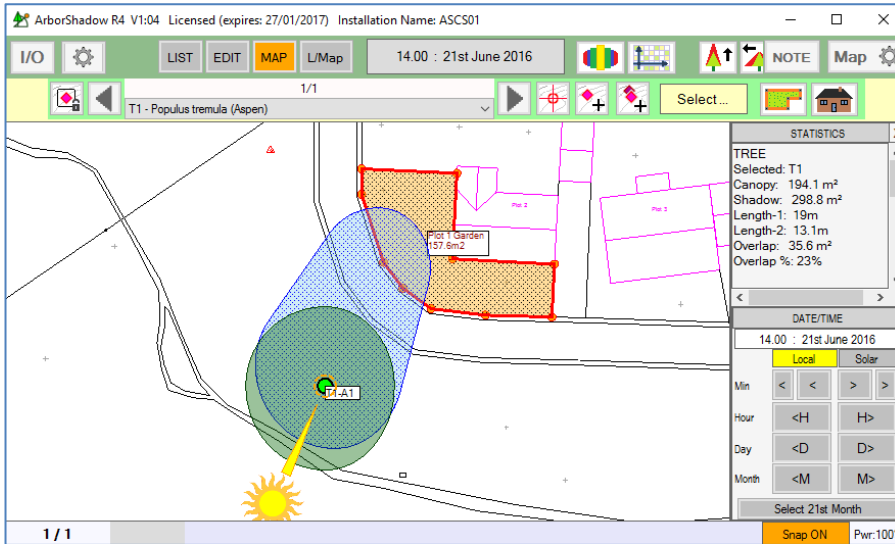 ArborShadow R4 V1:04 Licensed (expires: 27/01/2017) Installation Name: ASCS01
I/O LIST EDIT MAP L/Map 14.00 : 21st June 2016 NOTE Map
1/1
T1 - Populus tremula (Aspen)
Select...
STATISTICS
TREE
Selected: T1
Canopy: 194.1 m²
Shadow: 298.8 m²
Length-1: 19m
Length-2: 13.1m
Overlap: 35.6 m²
Overlap %: 23%
Plot 2
Plot 3
Plot 1 Garden
157.6m2
T1-A1
DATE/TIME
14.00 : 21st June 2016
Local Solar
Min < < > >
Hour <H H>
Day <D D>
Month <M M>
Select 21st Month
1 / 1 Snap ON Pwr:100